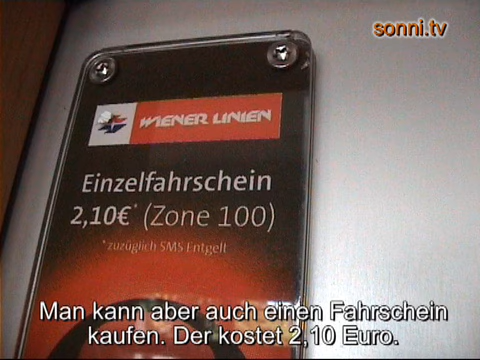 sonni.tv
WIENER LINIEN
Einzelfahrschein
2,10€* (Zone 100)
*zuzüglich SMS Entgelt
Man kann aber auch einen Fahrschein
kaufen. Der kostet 2,10 Euro.